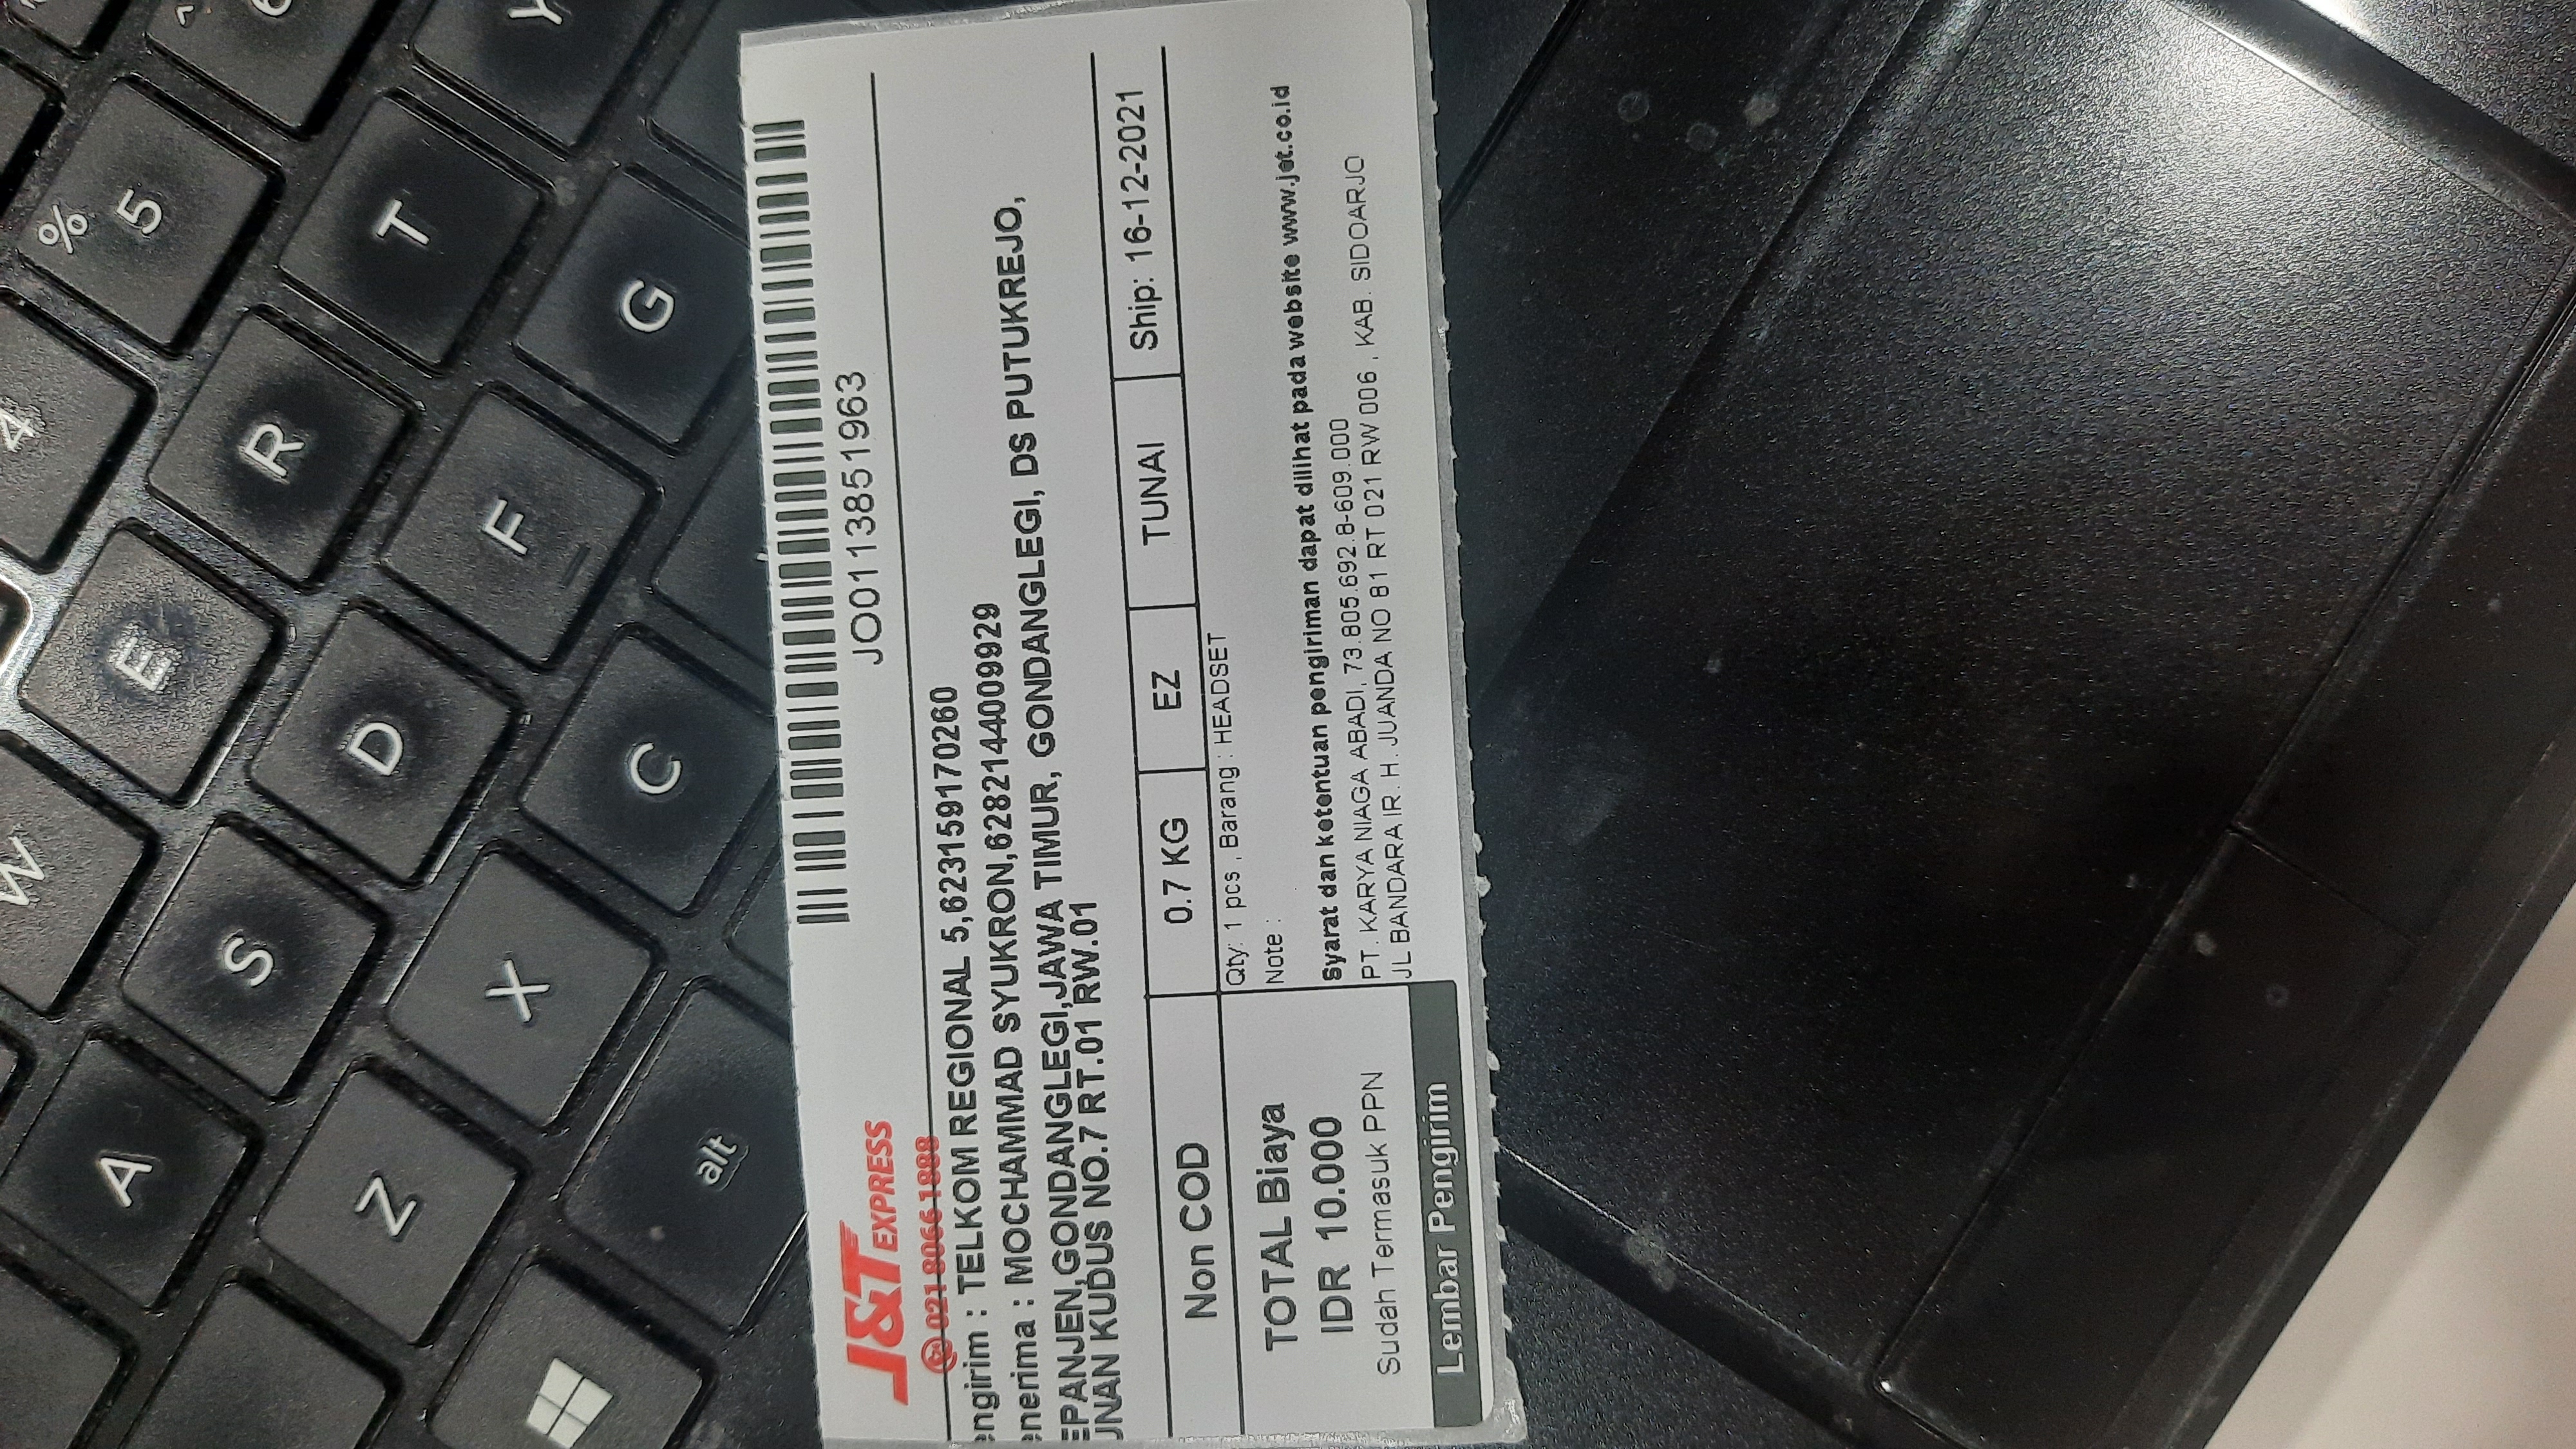 W
4
%
5
A
E
S
R
D
T
Z
F
Y
X
G
C
alt
J&T EXPRESS
021 8066 1888
JO0113851963
engirim : TELKOM REGIONAL 5,623159170260
enerima : MOCHAMMAD SYUKRON,6282144009929
EPANJEN,GONDANGLEGI,JAWA TIMUR, GONDANGLEGI, DS PUTUKREJO,
UNAN KUDUS NO.7 RT.01 RW.01
Non COD 0.7 KG EZ TUNAI Ship: 16-12-2021
TOTAL Biaya
IDR 10.000
Sudah Termasuk PPN
Lembar Pengirim
Qty: 1 pcs , Barang : HEADSET
Note :
Syarat dan ketentuan pengiriman dapat dilihat pada website www.jet.co.id
PT. KARYA NIAGA ABADI, 73.805.692.8-609.000
JL BANDARA IR. H. JUANDA NO 81 RT 021 RW 006 , KAB. SIDOARJO